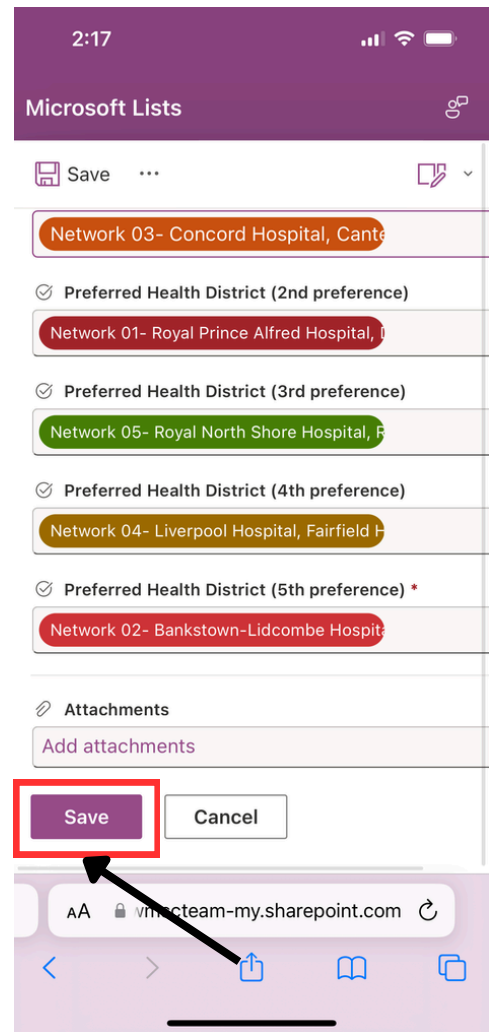 2:17
Microsoft Lists
Save ...
Network 03- Concord Hospital,
Preferred Health District (2nd preference)
Network 01- Royal Prince Alfred Hospital,
Preferred Health District (3rd preference)
Network 05- Royal North Shore Hospital,
Preferred Health District (4th preference)
Network 04- Liverpool Hospital, Fairfield
Preferred Health District (5th preference) *
Network 02- Bankstown-Lidcombe
Attachments
Add attachments
Save Cancel
AA team-my.sharepoint.com